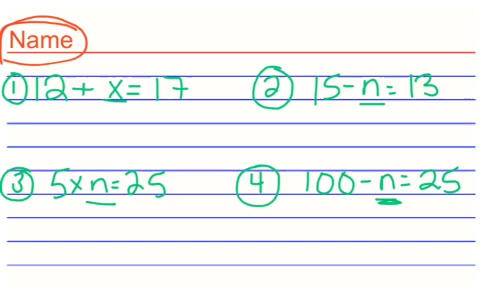 Name
① 12 + x = 17 ② 15 - n = 13
③ 5 x n = 25 ④ 100 - n = 25